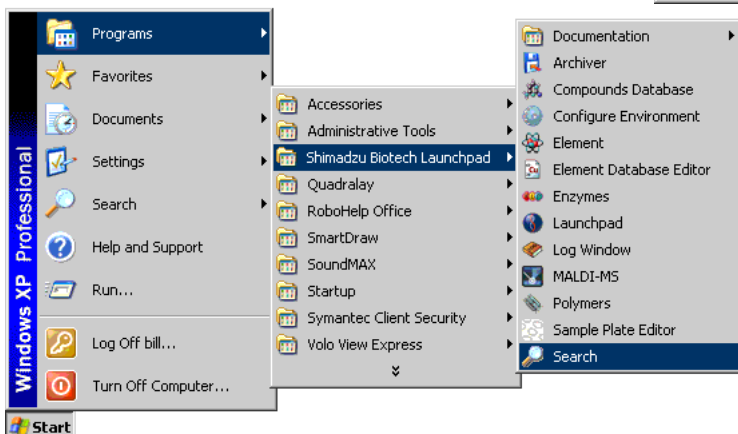 Windows XP Professional
Programs
Favorites
Documents
Settings
Search
Help and Support
Run...
Log Off bill...
Turn Off Computer...
Start
Accessories
Administrative Tools
Shimadzu Biotech Launchpad
Quadralay
RoboHelp Office
SmartDraw
SoundMAX
Startup
Symantec Client Security
Volo View Express
Documentation
Archiver
Compounds Database
Configure Environment
Element
Element Database Editor
Enzymes
Launchpad
Log Window
MALDI-MS
Polymers
Sample Plate Editor
Search